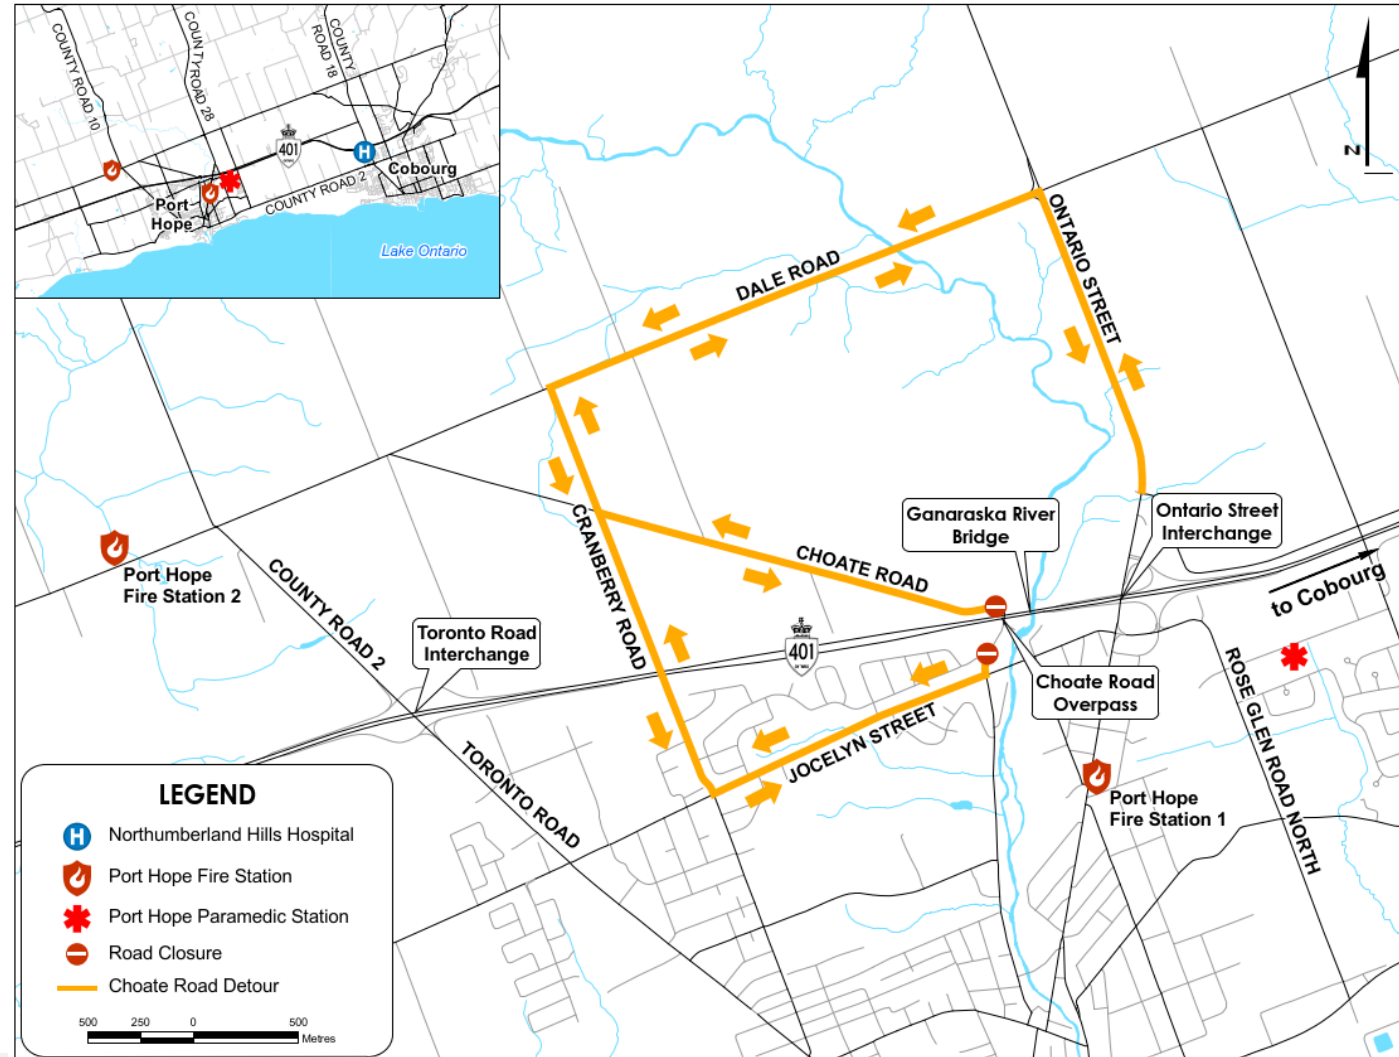 COUNTY ROAD 10
COUNTY ROAD 28
COUNTY
ROAD 18
401
H
Cobourg
COUNTY ROAD 2
Port
Hope
Lake Ontario
N
ONTARIO STREET
DALE ROAD
CRANBERRY ROAD
CHOATE ROAD
Ganaraska River
Bridge
Ontario Street
Interchange
to Cobourg
Port Hope
Fire Station 2
COUNTY ROAD 2
Toronto Road
Interchange
401
Choate Road
Overpass
JOCELYN STREET
ROSE GLEN ROAD NORTH
TORONTO ROAD
Port Hope
Fire Station 1
LEGEND
H Northumberland Hills Hospital
Port Hope Fire Station
Port Hope Paramedic Station
Road Closure
Choate Road Detour
500 250 0 500
Metres